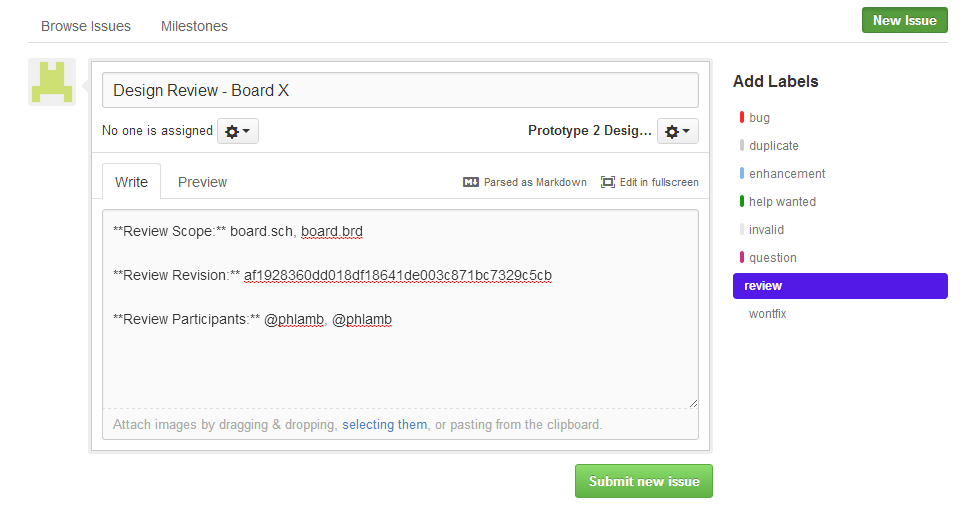 Browse Issues Milestones New Issue
Design Review - Board X
No one is assigned Prototype 2 Desig...
Write Preview Parsed as Markdown Edit in fullscreen
**Review Scope:** board.sch, board.brd
**Review Revision:** af1928360dd018df18641de003c871bc7329c5cb
**Review Participants:** @phlamb, @phlamb
Attach images by dragging & dropping, selecting them, or pasting from the clipboard.
Submit new issue
Add Labels
bug
duplicate
enhancement
help wanted
invalid
question
review
wontfix